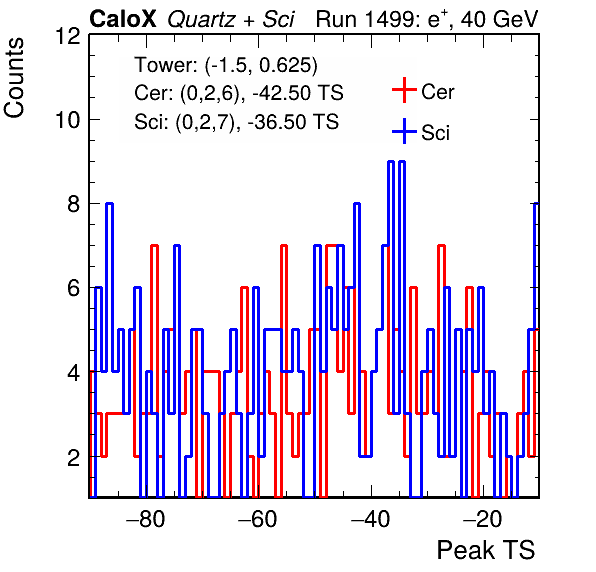 CaloX Quartz + Sci Run 1499: e+, 40 GeV
Counts
12
10
8
6
4
2
Tower: (-1.5, 0.625)
Cer: (0,2,6), -42.50 TS
Sci: (0,2,7), -36.50 TS
Cer
Sci
−80 −60 −40 −20
Peak TS